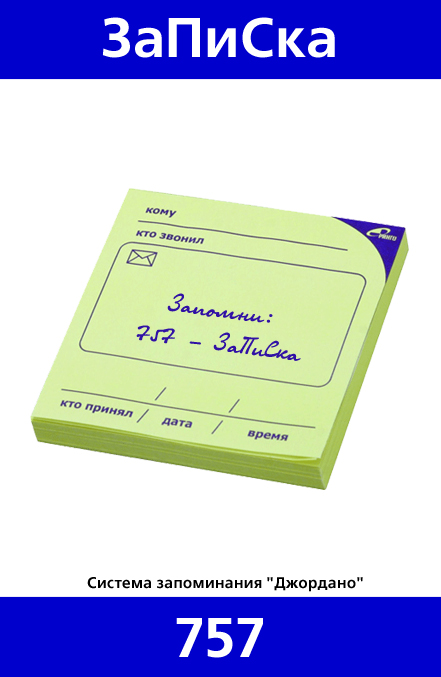 ЗаПиСка
кому
кто звонил
Запомни:
757 - ЗаПиСка
кто принял / дата / время
Система запоминания "Джордано"
757